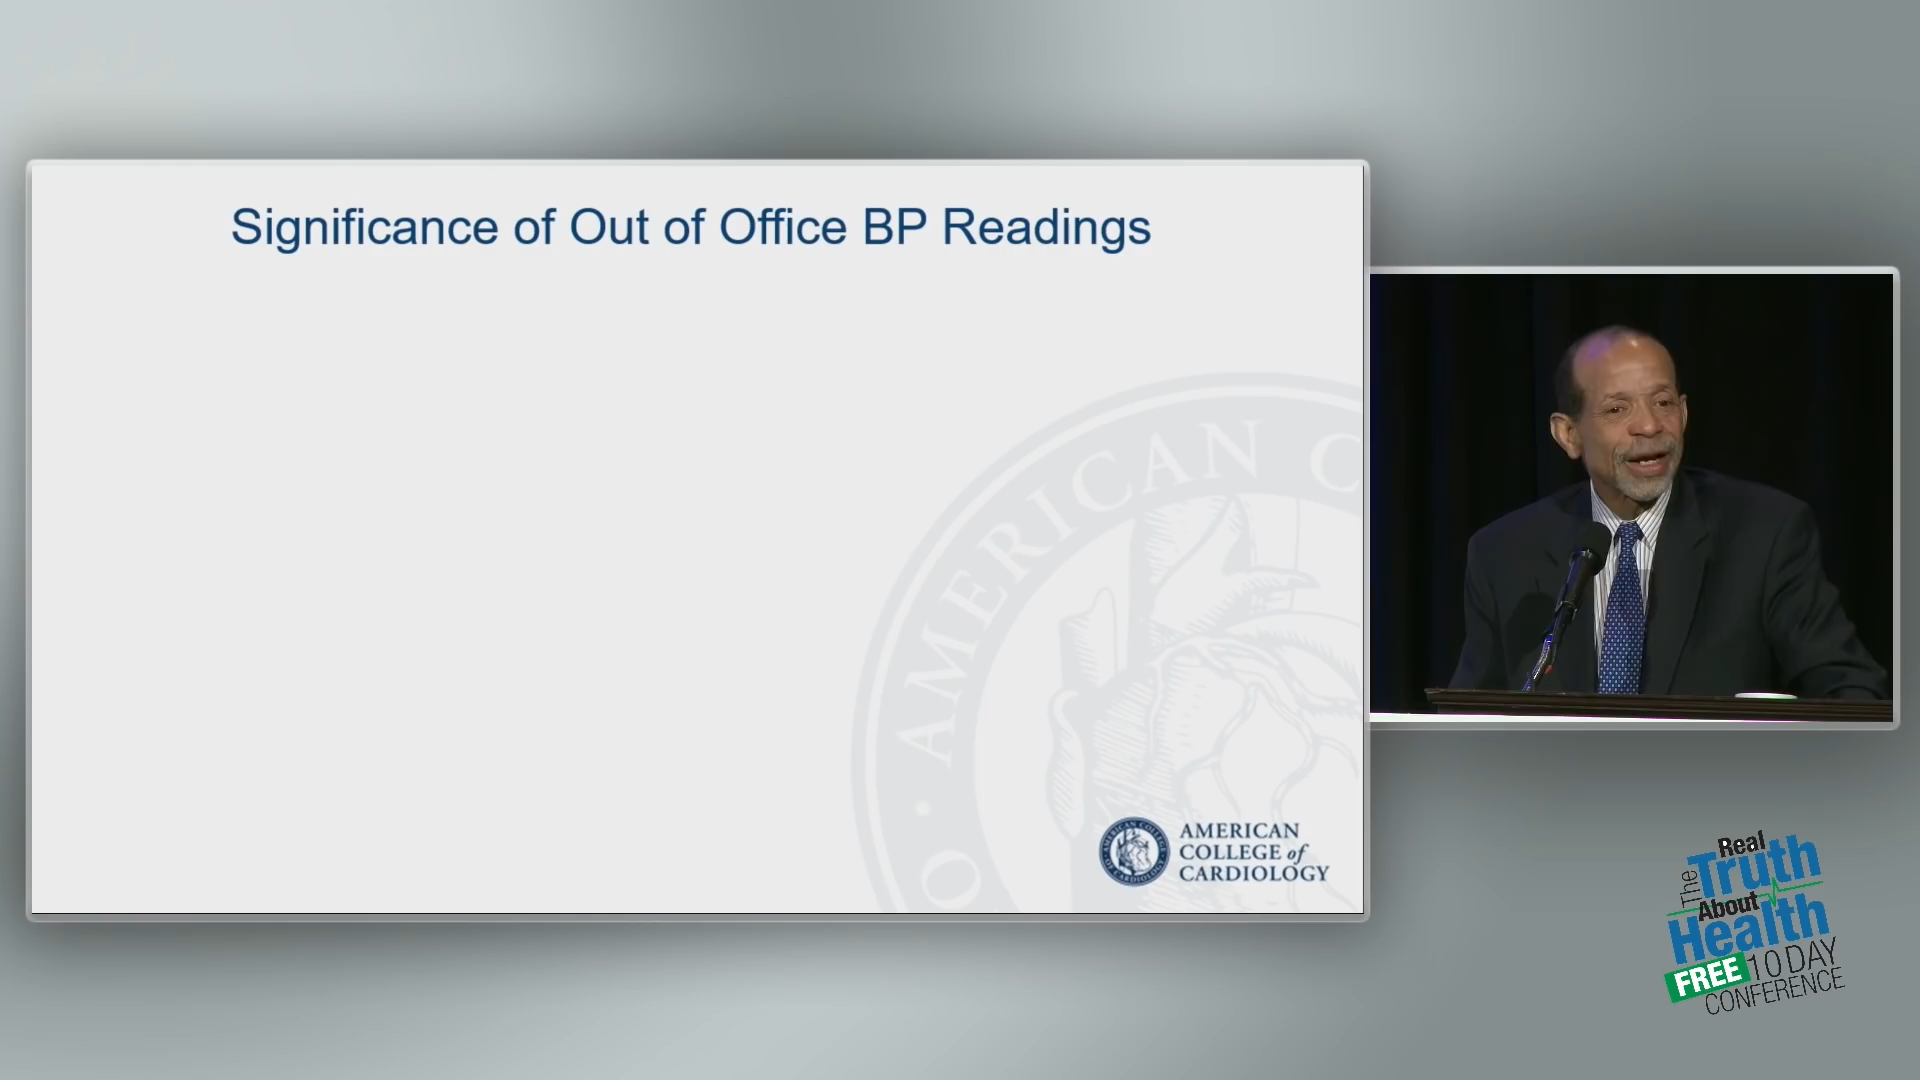 Significance of Out of Office BP Readings
AMERICAN C
AMERICAN
COLLEGE of
CARDIOLOGY
The Real
Truth
About
Health
FREE 10 DAY
CONFERENCE